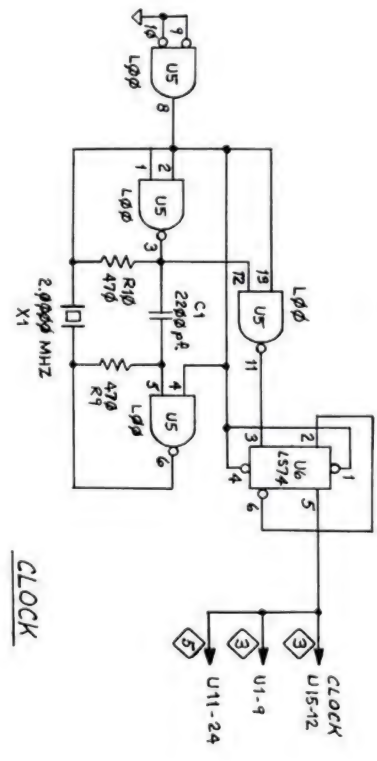 10
9
U5
L00
8
1
2
U5
L00
3
12
13
U5
L00
11
R10
470
C1
2200 pf.
470
R9
2.0000 MHZ
X1
5
4
U5
L00
6
3
2
U6
LS74
4
1
6
5
3
CLOCK
U15-12
3
U1-9
5
U11-24
CLOCK